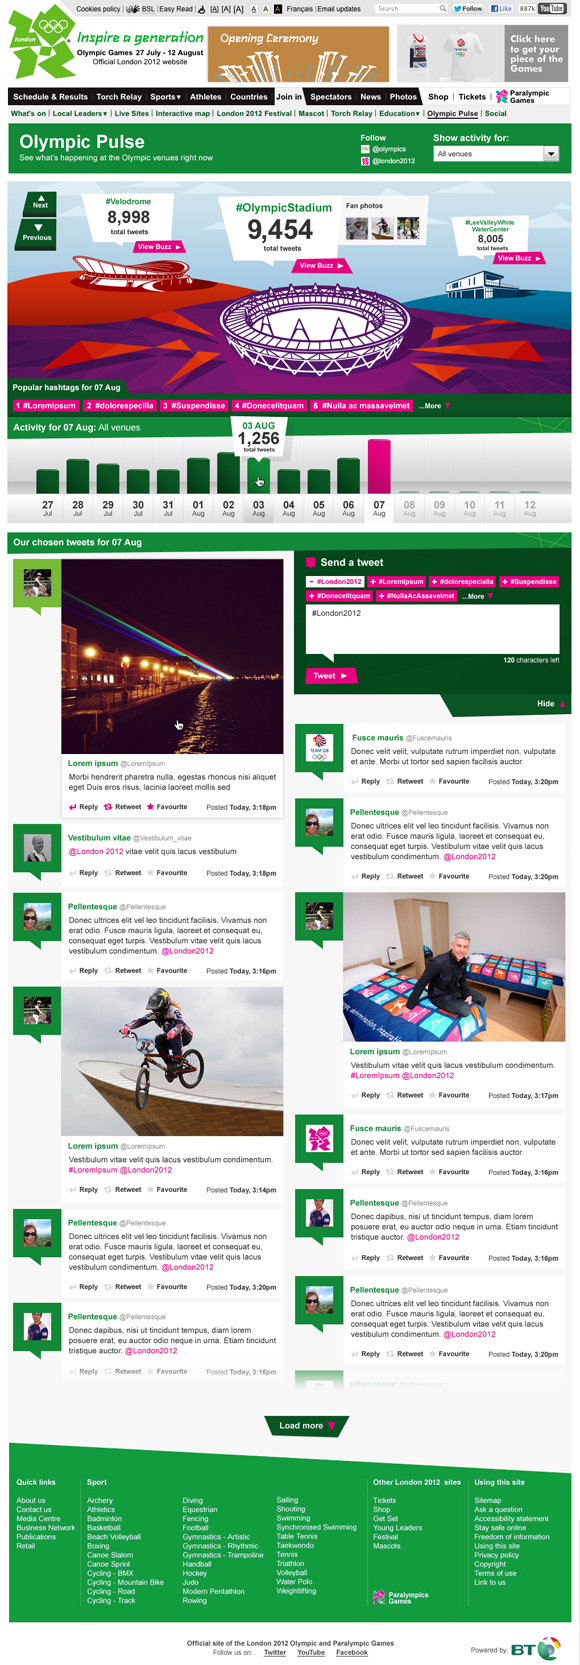 Cookies policy BSL Easy Read [A] [A] [A] A A A Français Email updates Search Follow Like 887k YouTube
london
Inspire a generation
Olympic Games 27 July - 12 August
Official London 2012 website
Opening Ceremony
Click here
to get your
piece of the
Games
Schedule & Results Torch Relay Sports Athletes Countries Join in Spectators News Photos Shop Tickets Paralympic Games
What's on Local Leaders Live Sites Interactive map London 2012 Festival Mascot Torch Relay Education Olympic Pulse Social
Olympic Pulse
See what's happening at the Olympic venues right now
Follow
@olympics
@london2012
Show activity for:
All venues
Next
Previous
#Velodrome
8,998
total tweets
View Buzz
#OlympicStadium
9,454
total tweets
View Buzz
Fan photos
#LeeValleyWhite
WaterCenter
8,005
total tweets
View Buzz
Popular hashtags for 07 Aug
1 #LoremIpsum 2 #dolorespecilla 3 #Suspendisse 4 #Donecelitquam 5 #Nulla ac massavelmet ...More
Activity for 07 Aug: All venues
03 AUG
1,256
total tweets
27 28 29 30 31 01 02 03 04 05 06 07 08 09 10 11 12
Jul Jul Jul Jul Jul Aug Aug Aug Aug Aug Aug Aug Aug Aug Aug Aug Aug
Our chosen tweets for 07 Aug
Lorem ipsum @LoremIpsum
Morbi hendrerit pharetra nulla, egestas rhoncus nisi aliquet
eget Duis eros risus, lacinia laoreet mollis sed
Reply Retweet Favourite Posted Today, 3:18pm
Vestibulum vitae @Vestibulum_vitae
@London 2012 vitae velit quis lacus vestibulum
Reply Retweet Favourite Posted Today, 3:18pm
Pellentesque @Pellentesque
Donec ultrices elit vel leo tincidunt facilisis. Vivamus non
erat odio. Fusce mauris ligula, laoreet et consequat eu,
consequat eget turpis. Vestibulum vitae velit quis lacus
vestibulum condimentum. @London2012
Reply Retweet Favourite Posted Today, 3:16pm
Lorem ipsum @LoremIpsum
Vestibulum vitae velit quis lacus vestibulum condimentum.
#LoremIpsum @London2012
Reply Retweet Favourite Posted Today, 3:14pm
Pellentesque @Pellentesque
Donec ultrices elit vel leo tincidunt facilisis. Vivamus non
erat odio. Fusce mauris ligula, laoreet et consequat eu,
consequat eget turpis. Vestibulum vitae velit quis lacus
vestibulum condimentum. @London2012
Reply Retweet Favourite Posted Today, 3:20pm
Pellentesque @Pellentesque
Donec dapibus, nisi ut tincidunt tempus, diam lorem
posuere erat, eu auctor odio neque in urna. Etiam tincidunt
tristique auctor. @London2012
Reply Retweet Favourite Posted Today, 3:16pm
Send a tweet
- #London2012 + #LoremIpsum + #dolorespecialla + #Suspendisse
+ #Donecelitquam + #NullaAcAssavelmet ...More
#London2012
120 characters left
Tweet
Hide
TEAM GB
Fusce mauris @Fuscemauris
Donec velit velit, vulputate rutrum imperdiet non, vulputate
et ante. Morbi ut tortor sed sapien facilisis auctor.
Reply Retweet Favourite Posted Today, 3:20pm
Pellentesque @Pellentesque
Donec ultrices elit vel leo tincidunt facilisis. Vivamus non
erat odio. Fusce mauris ligula, laoreet et consequat eu,
consequat eget turpis. Vestibulum vitae velit quis lacus
vestibulum condimentum. @London2012
Reply Retweet Favourite Posted Today, 3:20pm
Lorem ipsum @LoremIpsum
Vestibulum vitae velit quis lacus vestibulum condimentum.
#LoremIpsum @London2012
Reply Retweet Favourite Posted Today, 3:17pm
Fusce mauris @Fuscemauris
Donec velit velit, vulputate rutrum imperdiet non, vulputate
et ante. Morbi ut tortor sed sapien facilisis auctor.
Reply Retweet Favourite Posted Today, 3:16pm
Pellentesque @Pellentesque
Donec dapibus, nisi ut tincidunt tempus, diam lorem
posuere erat, eu auctor odio neque in urna. Etiam tincidunt
tristique auctor. @London2012
Reply Retweet Favourite Posted Today, 3:16pm
Pellentesque @Pellentesque
Donec ultrices elit vel leo tincidunt facilisis. Vivamus non
erat odio. Fusce mauris ligula, laoreet et consequat eu,
consequat eget turpis. Vestibulum vitae velit quis lacus
vestibulum condimentum. @London2012
Reply Retweet Favourite Posted Today, 3:20pm
Load more
Quick links
About us
Contact us
Media Centre
Business Network
Publications
Retail
Sport
Archery
Athletics
Badminton
Basketball
Beach Volleyball
Boxing
Canoe Slalom
Canoe Sprint
Cycling - BMX
Cycling - Mountain Bike
Cycling - Road
Cycling - Track
Diving
Equestrian
Fencing
Football
Gymnastics - Artistic
Gymnastics - Rhythmic
Gymnastics - Trampoline
Handball
Hockey
Judo
Modern Pentathlon
Rowing
Sailing
Shooting
Swimming
Synchronised Swimming
Table Tennis
Taekwondo
Tennis
Triathlon
Volleyball
Water Polo
Weightlifting
Other London 2012 sites
Tickets
Shop
Get Set
Young Leaders
Festival
Mascots
Paralympics
Games
Using this site
Sitemap
Ask a question
Accessibility statement
Stay safe online
Freedom of information
Using this site
Privacy policy
Copyright
Terms of use
Link to us
Official site of the London 2012 Olympic and Paralympic Games
Follow us on: Twitter YouTube Facebook
Powered by: BT